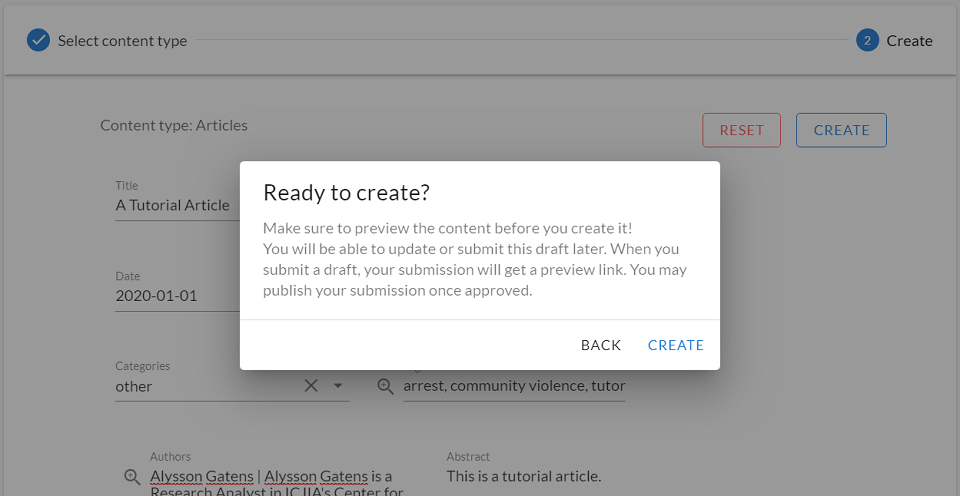 Select content type
2 Create
Content type: Articles
RESET
CREATE
Title
A Tutorial Article
Ready to create?
Make sure to preview the content before you create it!
You will be able to update or submit this draft later. When you
submit a draft, your submission will get a preview link. You may
publish your submission once approved.
BACK
CREATE
Date
2020-01-01
Categories
other
arrest, community violence, tutor
Authors
Alysson Gatens | Alysson Gatens is a
Research Analyst in ICJIA's Center for
Abstract
This is a tutorial article.